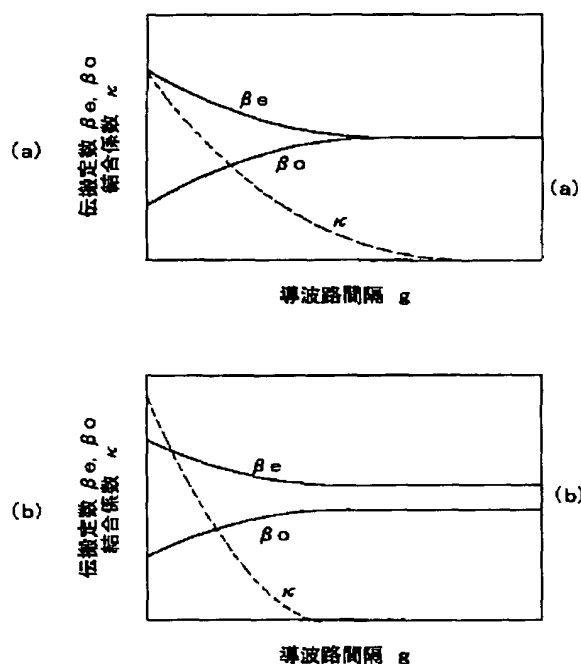 (a)
伝搬定数 βe, βo
結合係数 κ
βe
βo
κ
(a)
導波路間隔 g
(b)
伝搬定数 βe, βo
結合係数 κ
βe
βo
κ
(b)
導波路間隔 g